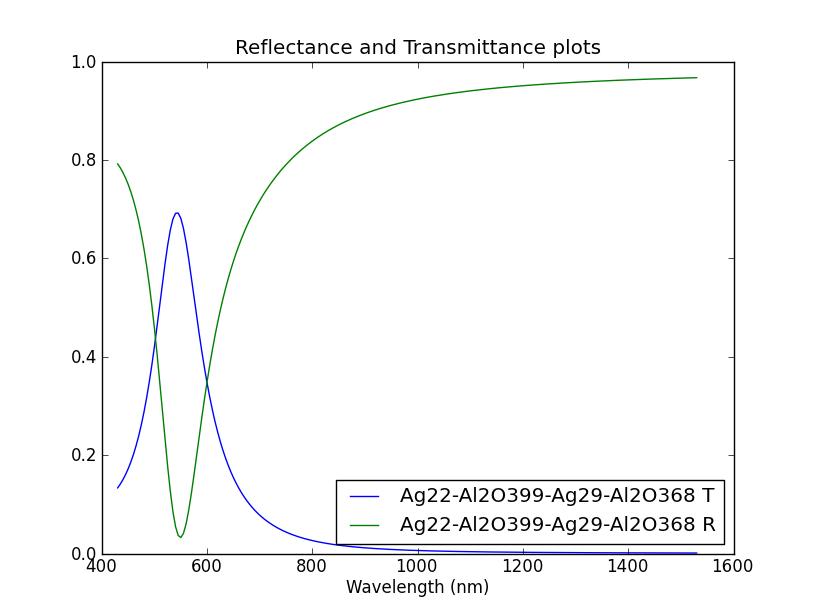 Reflectance and Transmittance plots
1.0
0.8
0.6
0.4
0.2
0.0
Ag22-Al2O399-Ag29-Al2O368 T
Ag22-Al2O399-Ag29-Al2O368 R
400 600 800 1000 1200 1400 1600
Wavelength (nm)